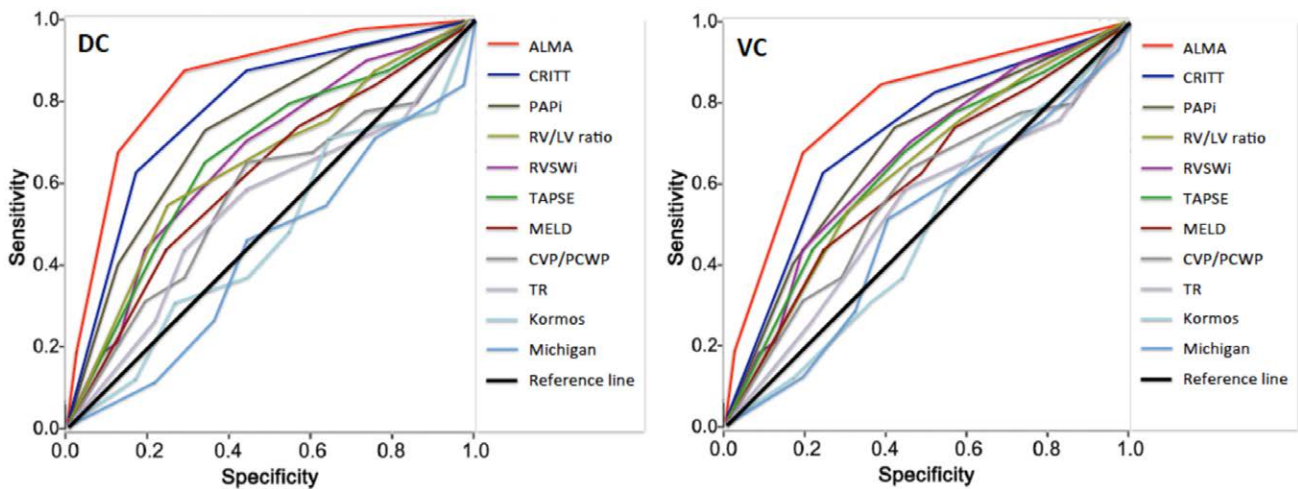 DC
Sensitivity
1.0
0.8
0.6
0.4
0.2
0.0
0.0 0.2 0.4 0.6 0.8 1.0
Specificity
ALMA
CRITT
PAPi
RV/LV ratio
RVSWi
TAPSE
MELD
CVP/PCWP
TR
Kormos
Michigan
Reference line
VC
Sensitivity
1.0
0.8
0.6
0.4
0.2
0.0
0.0 0.2 0.4 0.6 0.8 1.0
Specificity
ALMA
CRITT
PAPi
RV/LV ratio
RVSWi
TAPSE
MELD
CVP/PCWP
TR
Kormos
Michigan
Reference line